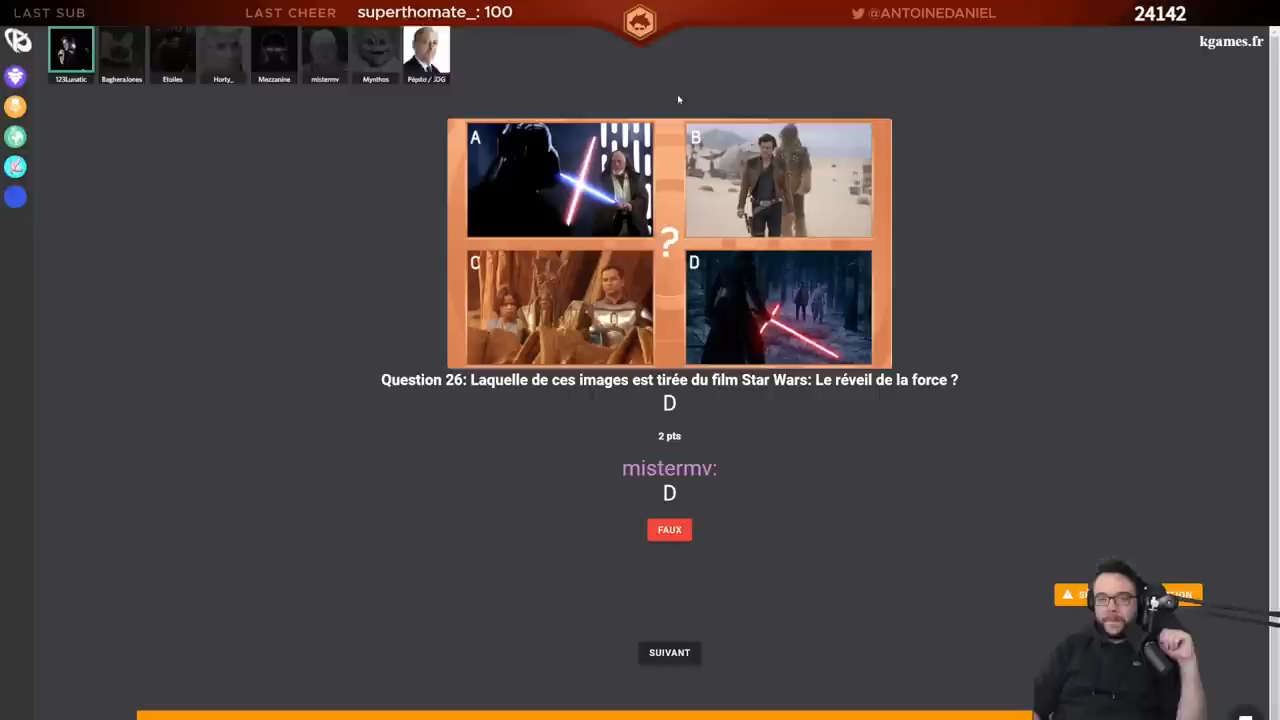 LAST SUB
LAST CHEER
superthomate_: 100
@ANTOINEDANIEL
24142
kgames.fr
123Lunatic
BagheraJones
Etoiles
Horty_
Mezzanine
mistermv
Mynthos
Pépito / JDG
A
B
?
C
D
Question 26: Laquelle de ces images est tirée du film Star Wars: Le réveil de la force ?
D
2 pts
mistermv:
D
FAUX
SUIVANT